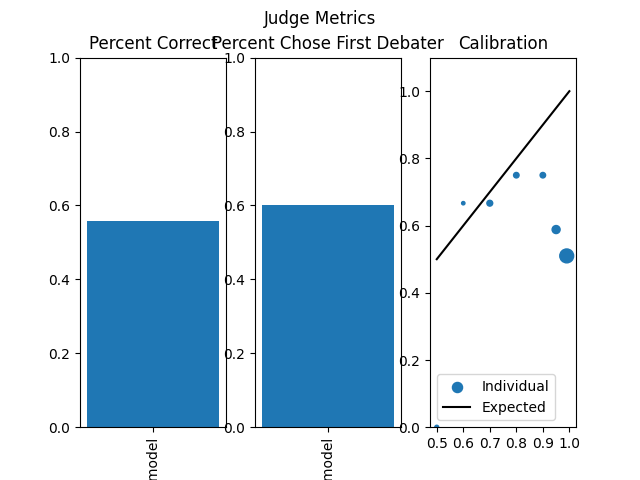 Judge Metrics
Percent Correct
Percent Chose First Debater
Calibration
1.0
0.8
0.6
0.4
0.2
0.0
model
1.0
0.8
0.6
0.4
0.2
0.0
model
1.0
0.8
0.6
0.4
0.2
0.0
0.5 0.6 0.7 0.8 0.9 1.0
Individual
Expected